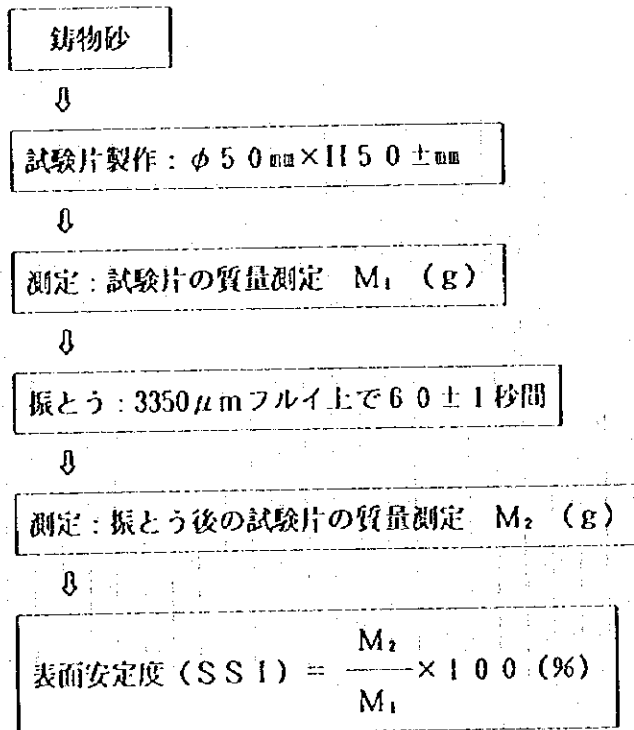 鋳物砂
⇩
試験片製作：φ50㎜×H50±㎜
⇩
測定：試験片の質量測定　M₁　(g)
⇩
振とう：3350μmフルイ上で60±1秒間
⇩
測定：振とう後の試験片の質量測定　M₂　(g)
⇩
表面安定度(SSI)＝M₂/M₁×100(%)